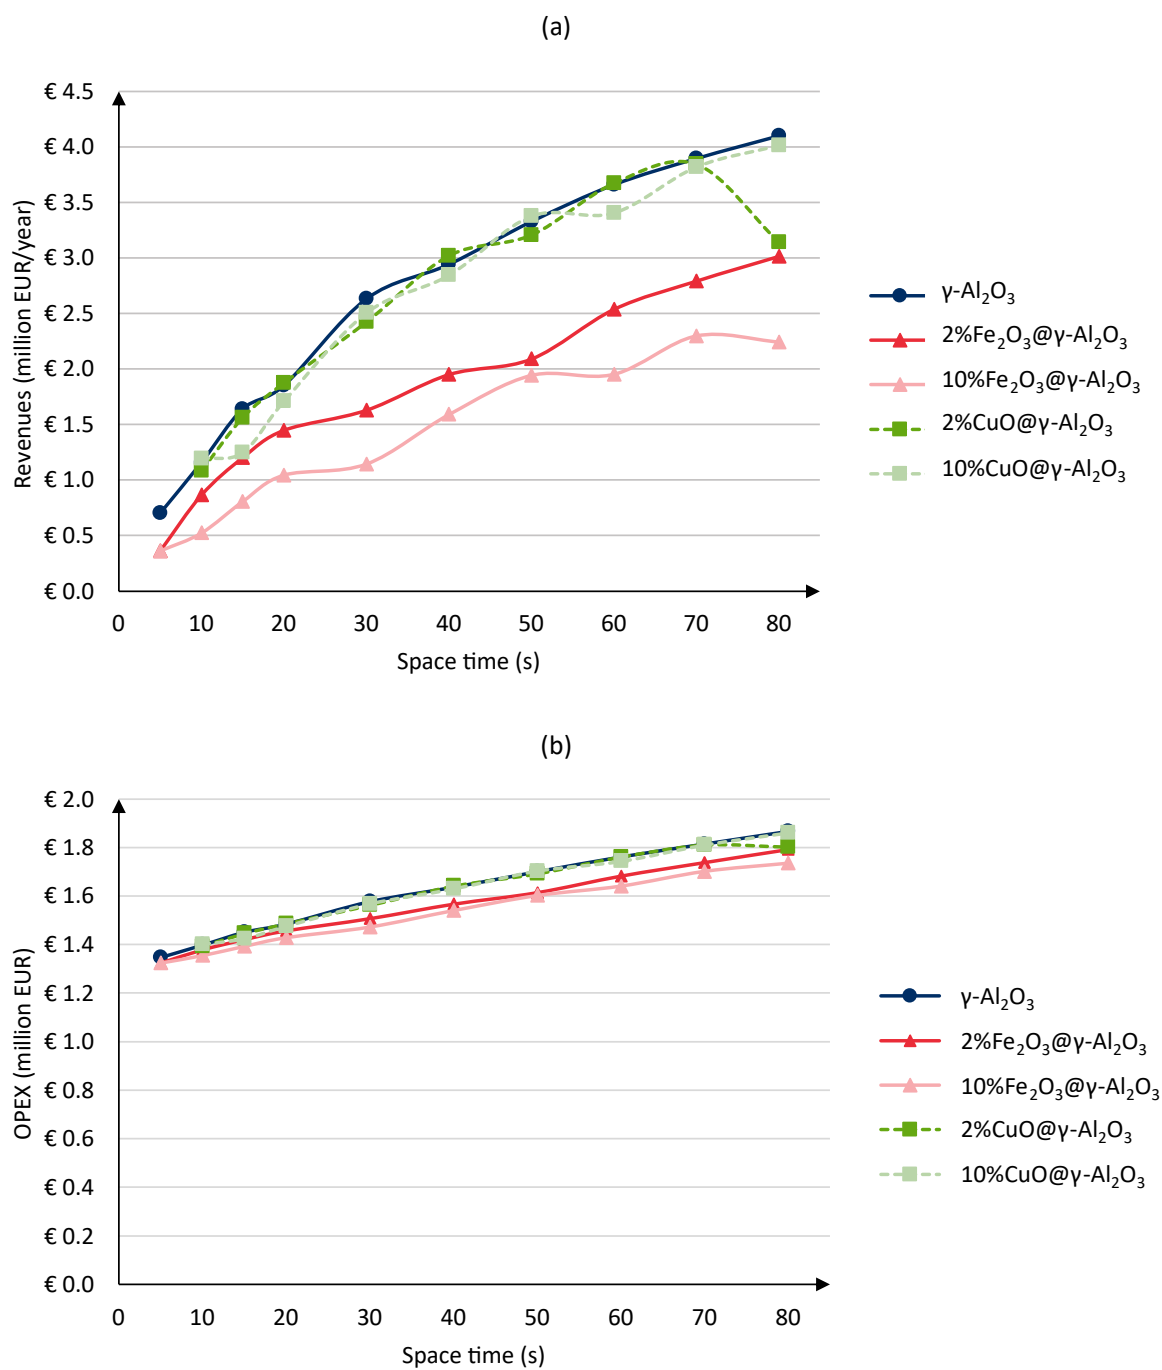 (a)
Revenues (million EUR/year)
€ 4.5
€ 4.0
€ 3.5
€ 3.0
€ 2.5
€ 2.0
€ 1.5
€ 1.0
€ 0.5
€ 0.0
0 10 20 30 40 50 60 70 80
Space time (s)
γ-Al₂O₃
2%Fe₂O₃@γ-Al₂O₃
10%Fe₂O₃@γ-Al₂O₃
2%CuO@γ-Al₂O₃
10%CuO@γ-Al₂O₃
(b)
OPEX (million EUR)
€ 2.0
€ 1.8
€ 1.6
€ 1.4
€ 1.2
€ 1.0
€ 0.8
€ 0.6
€ 0.4
€ 0.2
€ 0.0
0 10 20 30 40 50 60 70 80
Space time (s)
γ-Al₂O₃
2%Fe₂O₃@γ-Al₂O₃
10%Fe₂O₃@γ-Al₂O₃
2%CuO@γ-Al₂O₃
10%CuO@γ-Al₂O₃